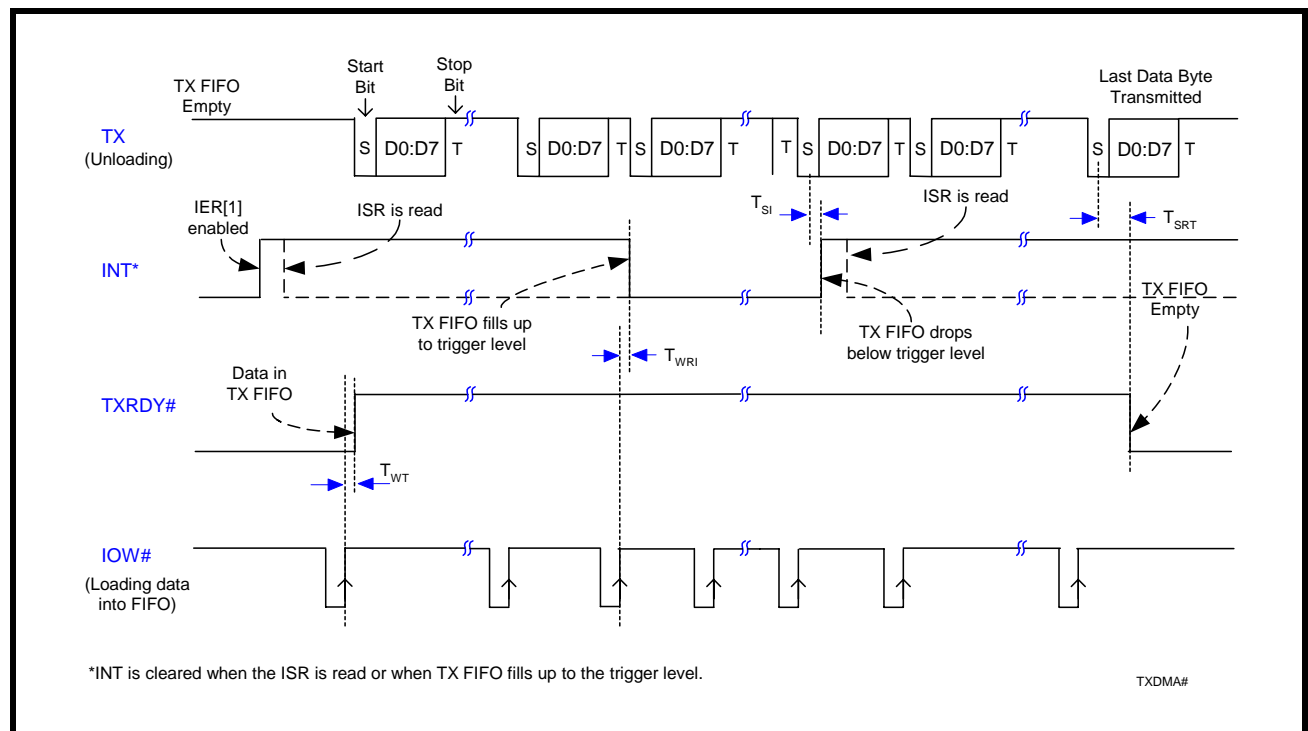 TX FIFO
Empty
Start
Bit
Stop
Bit
Last Data Byte
Transmitted
TX
(Unloading)
S D0:D7 S D0:D7 T S D0:D7 T T S D0:D7 T S D0:D7 T S D0:D7 T
IER[1]
enabled
ISR is read
TSI
ISR is read
TSRT
INT*
TX FIFO fills up
to trigger level
TX FIFO drops
below trigger level
TX FIFO
Empty
TWRI
Data in
TX FIFO
TXRDY#
TWT
IOW#
(Loading data
into FIFO)
*INT is cleared when the ISR is read or when TX FIFO fills up to the trigger level.
TXDMA#